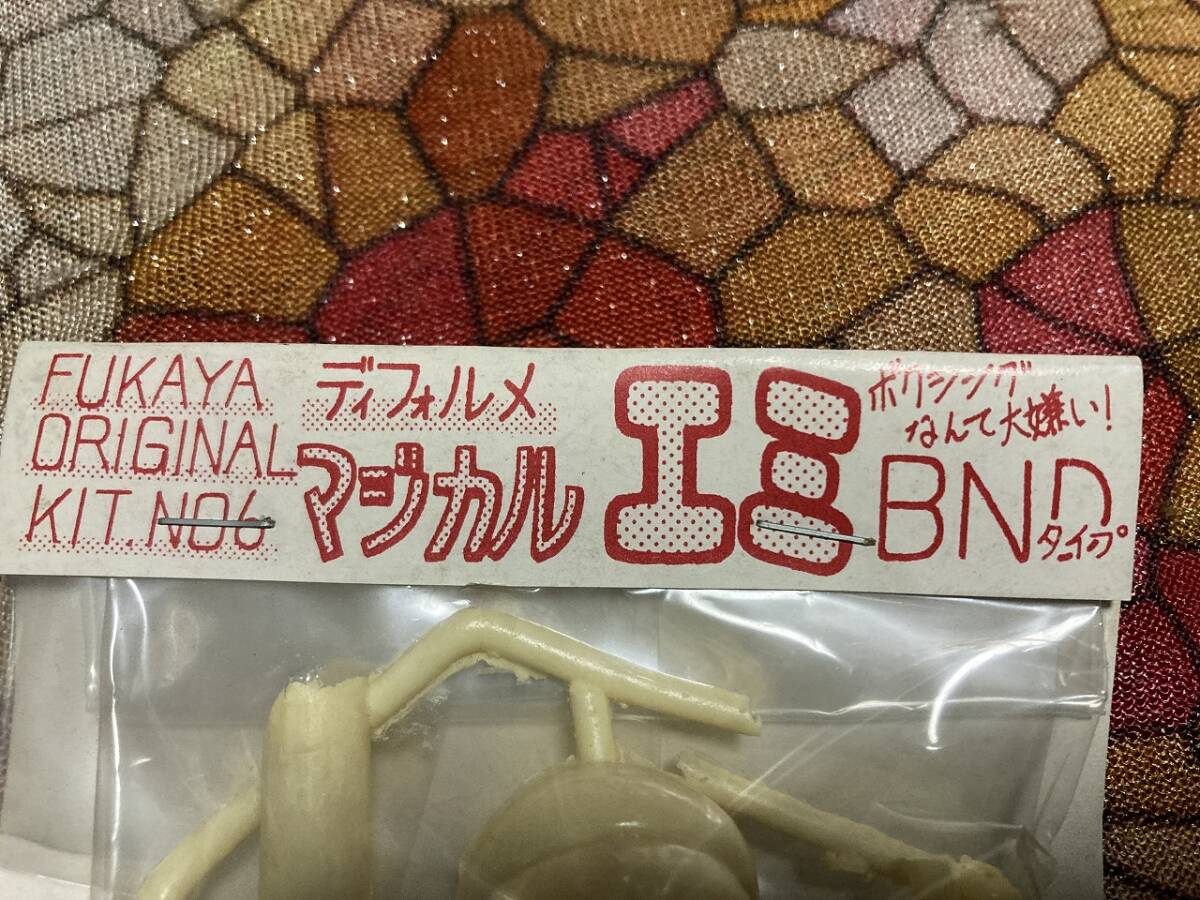 FUKAYA
ORIGINAL
KIT.NO6
ディフォルメ
マジカル
エミ
ボクシング
なんて大嫌い!
BND
タイプ